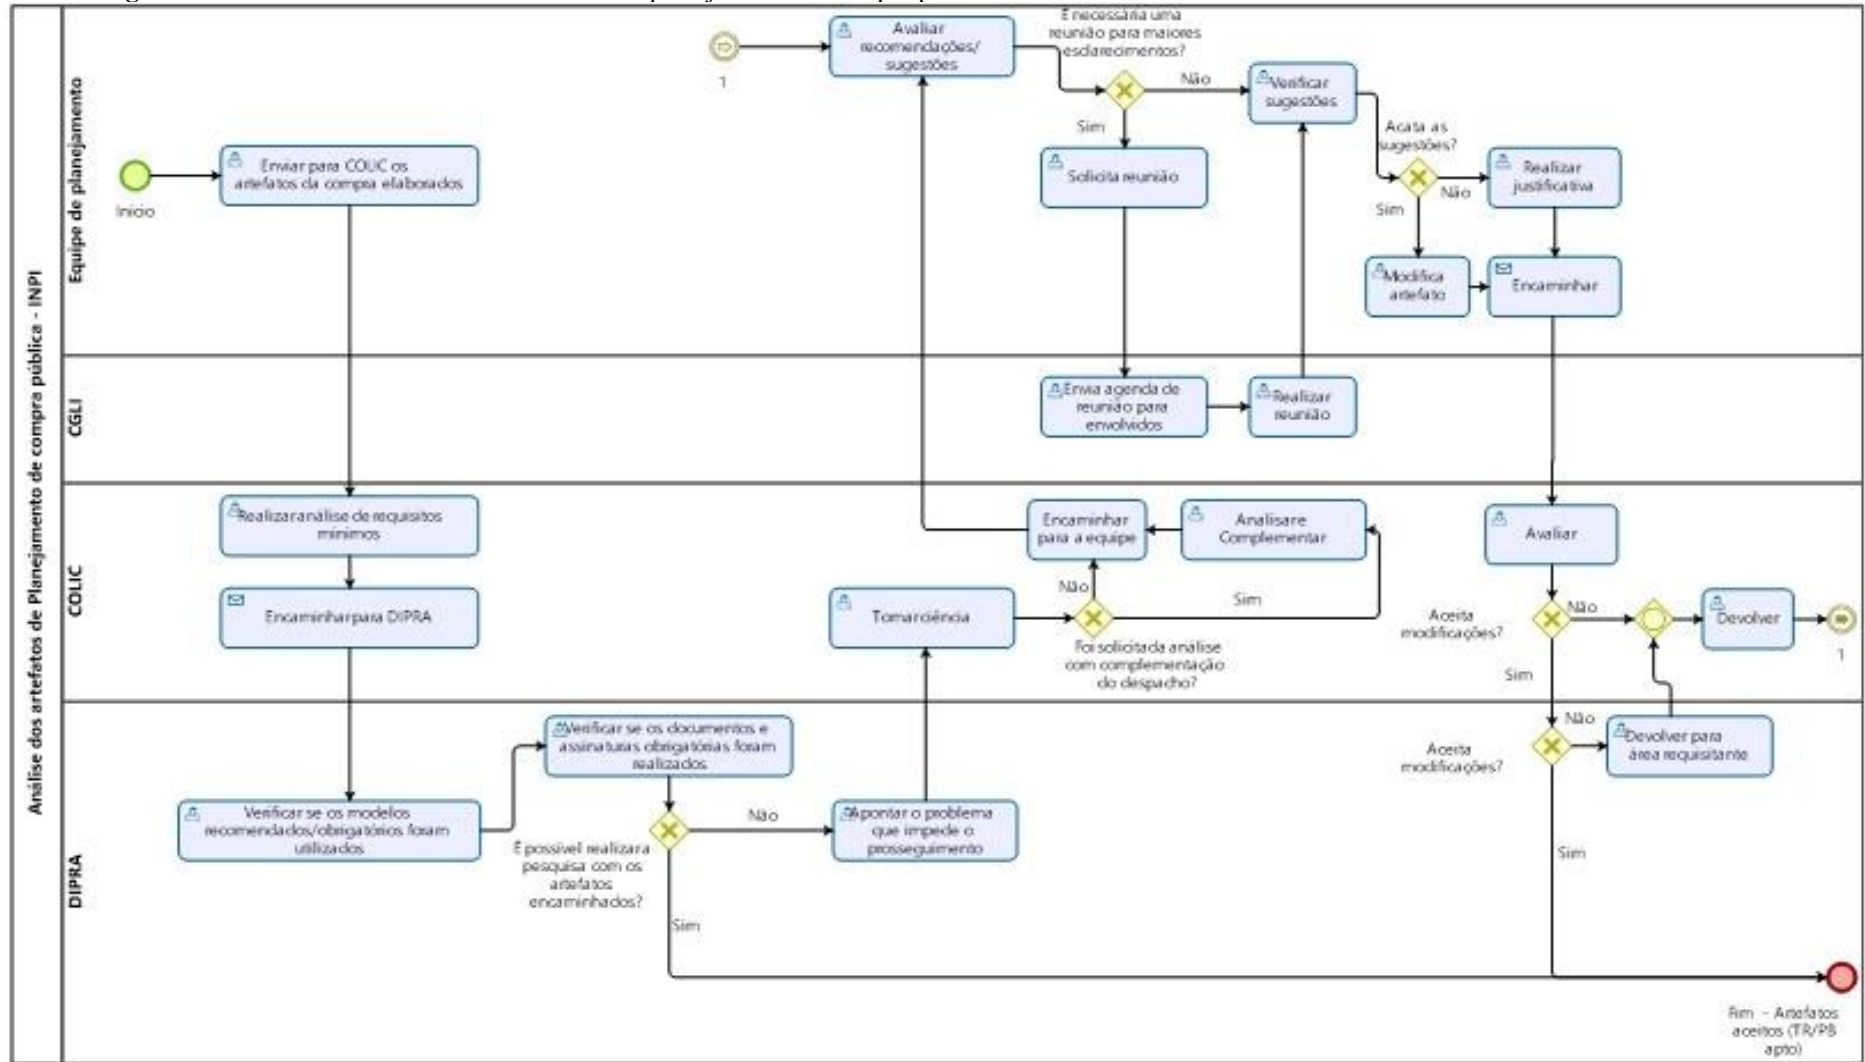 Análise dos artefatos de Planejamento de compra pública - INPI
Equipe de planejamento
Início
Enviar para COLIC os
artefatos da compra elaborados
1
Avaliar
recomendações/
sugestões
É necessária uma
reunião para maiores
esclarecimentos?
Não
Sim
Solicita reunião
Verificar
sugestões
Acata as
sugestões?
Não
Sim
Realizar
justificativa
Modifica
artefato
Encaminhar
CGLI
Envia agenda de
reunião para
envolvidos
Realizar
reunião
COLIC
Realizar análise de requisitos
mínimos
Encaminhar para DIPRA
Tomar ciência
Encaminhar
para a equipe
Analisar e
Complementar
Não
Sim
Foi solicitada análise
com complementação
do despacho?
Avaliar
Aceita
modificações?
Não
Sim
Devolver
1
DIPRA
Verificar se os modelos
recomendados/obrigatórios foram
utilizados
Verificar se os documentos e
assinaturas obrigatórias foram
realizados
É possível realizar a
pesquisa com os
artefatos
encaminhados?
Não
Sim
Apontar o problema
que impede o
prosseguimento
Aceita
modificações?
Não
Sim
Devolver para
área requisitante
Fim - Artefatos
aceitos (TR/PB
apto)